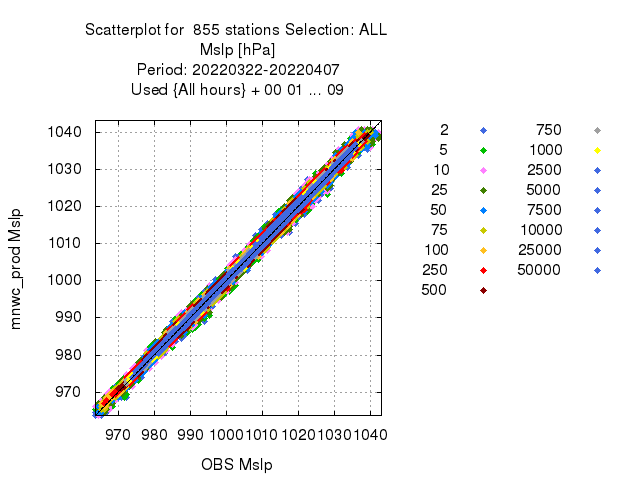 Scatterplot for 855 stations Selection: ALL
Mslp [hPa]
Period: 20220322-20220407
Used {All hours} + 00 01 ... 09
mnwc_prod Mslp
1040
1030
1020
1010
1000
990
980
970
970 980 990 1000 1010 1020 1030 1040
OBS Mslp
2 750
5 1000
10 2500
25 5000
50 7500
75 10000
100 25000
250 50000
500